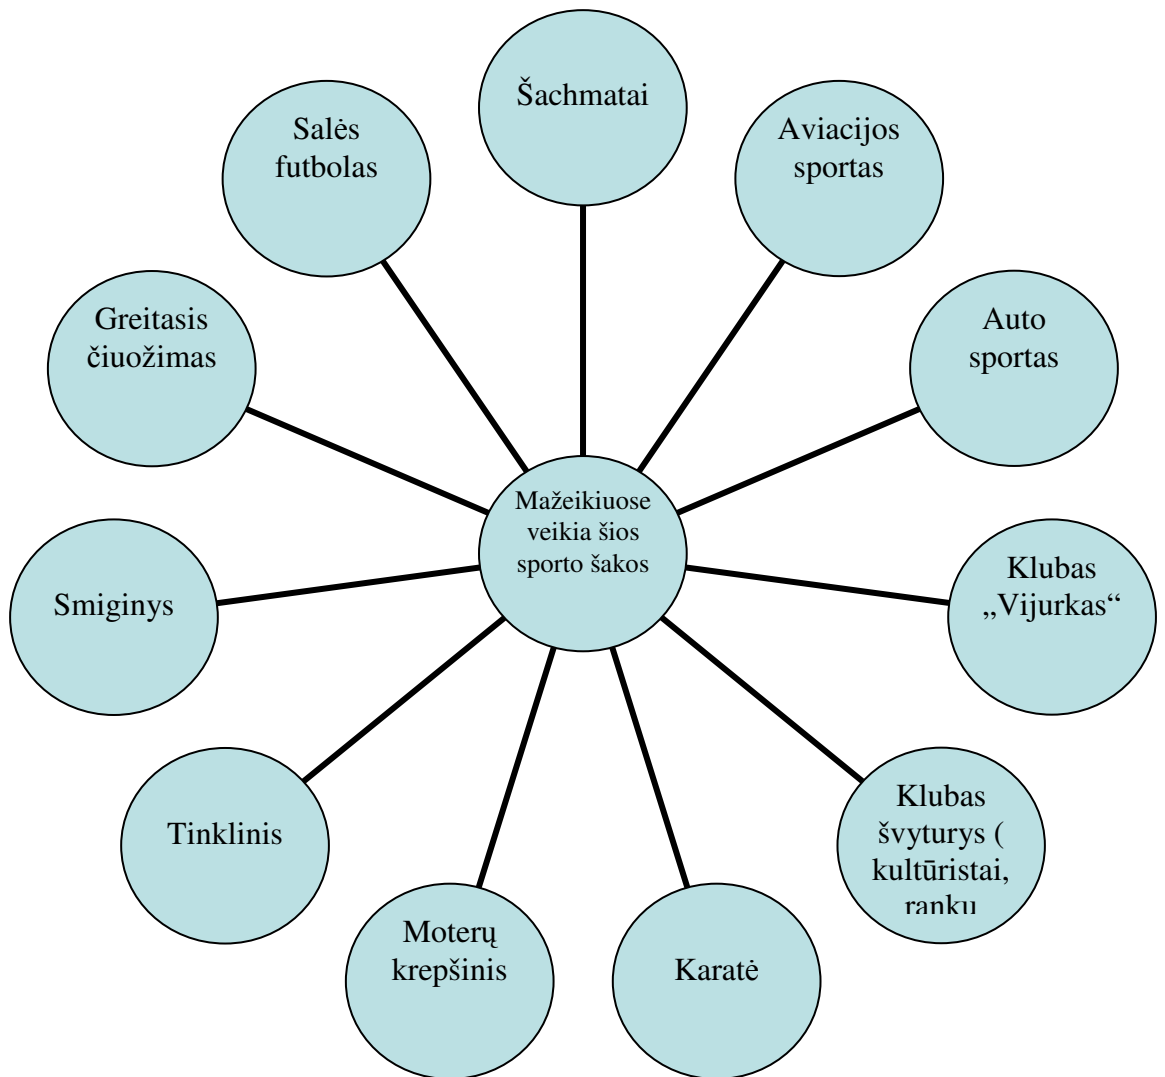 Šachmatai
Aviacijos
sportas
Auto
sportas
Klubas
„Vijurkas“
Klubas
švyturys (
kultūristai,
Karatė
Moterų
krepšinis
Tinklinis
Smiginys
Greitasis
čiuožimas
Salės
futbolas
Mažeikiuose
veikia šios
sporto šakos